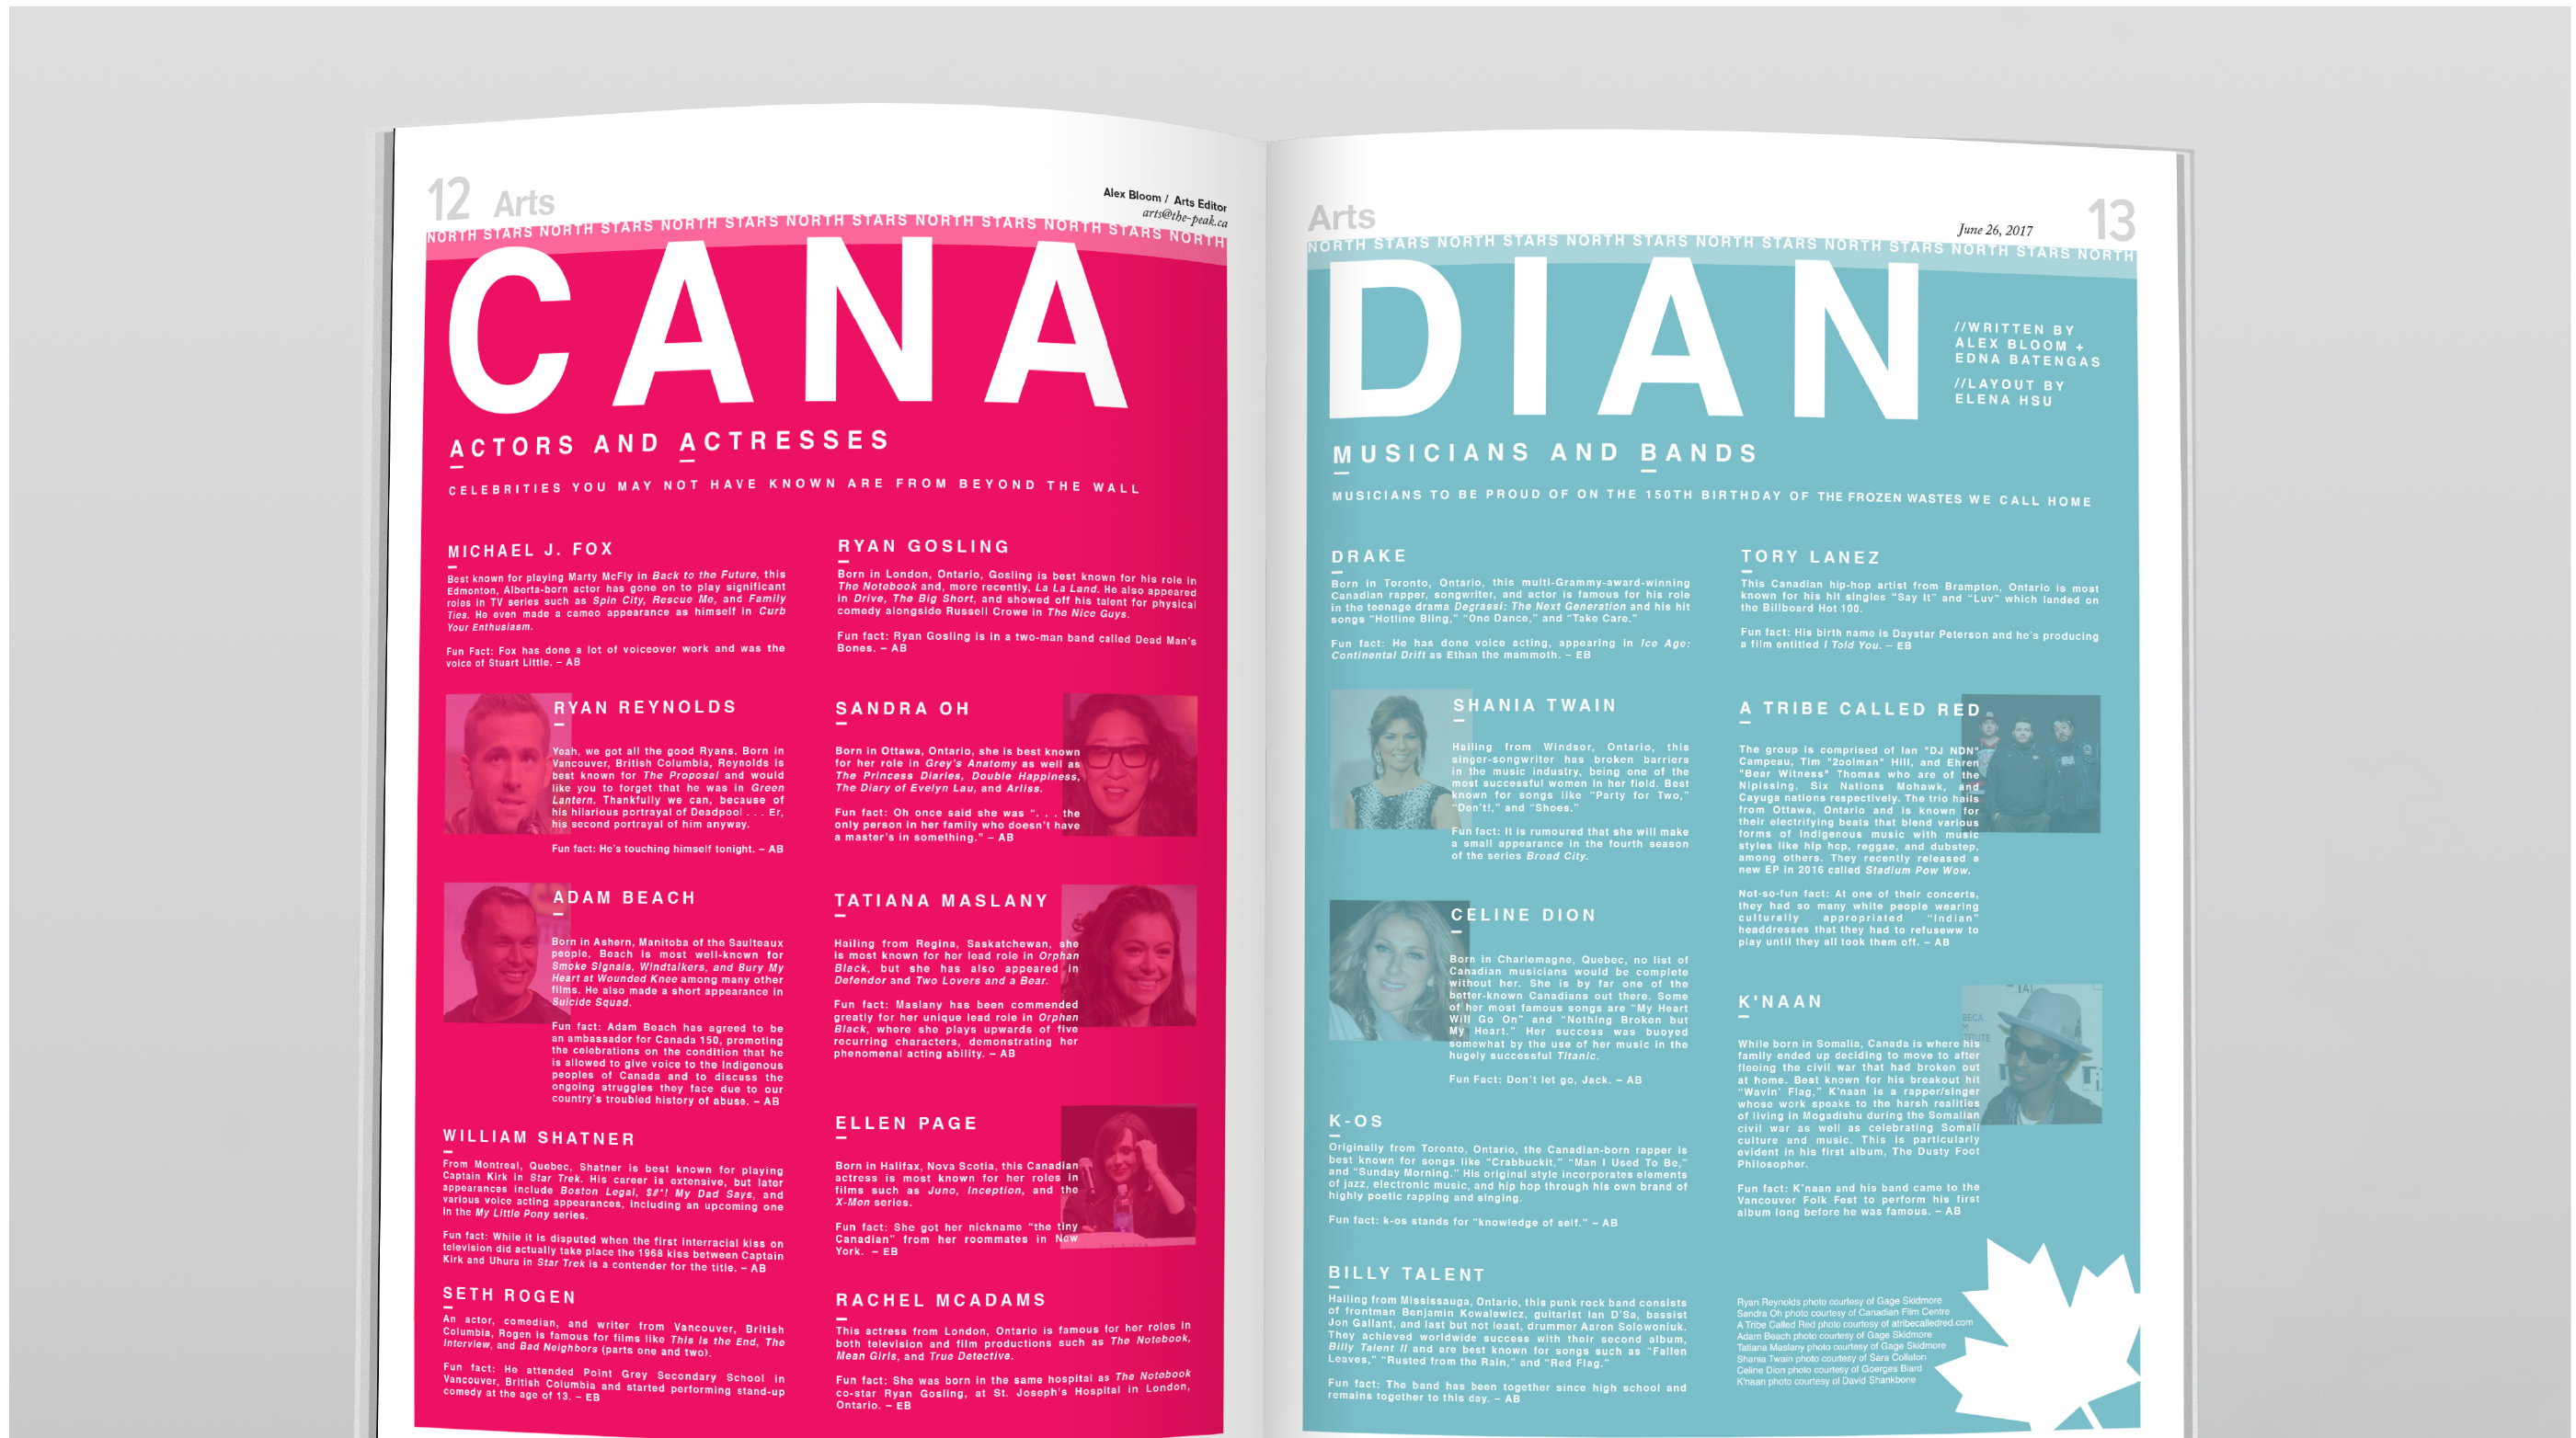 12 Arts
Alex Bloom / Arts Editor
arts@the-peak.ca
NORTH STARS NORTH STARS NORTH STARS NORTH STARS NORTH STARS NORTH STARS NORTH
CANA
ACTORS AND ACTRESSES
CELEBRITIES YOU MAY NOT HAVE KNOWN ARE FROM BEYOND THE WALL
MICHAEL J. FOX
Best known for playing Marty McFly in Back to the Future, this
Edmonton, Alberta-born actor has gone on to play significant
roles in TV series such as Spin City, Rescue Me, and Family
Ties. He even made a cameo appearance as himself in Curb
Your Enthusiasm.
Fun Fact: Fox has done a lot of voiceover work and was the
voice of Stuart Little. – AB
RYAN REYNOLDS
Yeah, we got all the good Ryans. Born in
Vancouver, British Columbia, Reynolds is
best known for The Proposal and would
like you to forget that he was in Green
Lantern. Thankfully we can, because of
his hilarious portrayal of Deadpool . . . Er,
his second portrayal of him anyway.
Fun fact: He's touching himself tonight. – AB
ADAM BEACH
Born in Ashern, Manitoba of the Saulteaux
people, Beach is most well-known for
Smoke Signals, Windtalkers, and Bury My
Heart at Wounded Knee among many other
films. He also made a short appearance in
Suicide Squad.
Fun fact: Adam Beach has agreed to be
an ambassador for Canada 150, promoting
the celebrations on the condition that he
is allowed to give voice to the Indigenous
peoples of Canada and to discuss the
ongoing struggles they face due to our
country's troubled history of abuse. – AB
WILLIAM SHATNER
From Montreal, Quebec, Shatner is best known for playing
Captain Kirk in Star Trek. His career is extensive, but later
appearances include Boston Legal, $#*! My Dad Says, and
various voice acting appearances, including an upcoming one
in the My Little Pony series.
Fun fact: While it is disputed when the first interracial kiss on
television did actually take place the 1968 kiss between Captain
Kirk and Uhura in Star Trek is a contender for the title. – AB
SETH ROGEN
An actor, comedian, and writer from Vancouver, British
Columbia, Rogen is famous for films like This Is the End, The
Interview, and Bad Neighbors (parts one and two).
Fun fact: He attended Point Grey Secondary School in
Vancouver, British Columbia and started performing stand-up
comedy at the age of 13. – EB
RYAN GOSLING
Born in London, Ontario, Gosling is best known for his role in
The Notebook and, more recently, La La Land. He also appeared
in Drive, The Big Short, and showed off his talent for physical
comedy alongside Russell Crowe in The Nice Guys.
Fun fact: Ryan Gosling is in a two-man band called Dead Man's
Bones. – AB
SANDRA OH
Born in Ottawa, Ontario, she is best known
for her role in Grey's Anatomy as well as
The Princess Diaries, Double Happiness,
The Diary of Evelyn Lau, and Arliss.
Fun fact: Oh once said she was ". . . the
only person in her family who doesn't have
a master's in something." – AB
TATIANA MASLANY
Hailing from Regina, Saskatchewan, she
is most known for her lead role in Orphan
Black, but she has also appeared in
Defendor and Two Lovers and a Bear.
Fun fact: Maslany has been commended
greatly for her unique lead role in Orphan
Black, where she plays upwards of five
recurring characters, demonstrating her
phenomenal acting ability. – AB
ELLEN PAGE
Born in Halifax, Nova Scotia, this Canadian
actress is most known for her roles in
films such as Juno, Inception, and the
X-Men series.
Fun fact: She got her nickname "the tiny
Canadian" from her roommates in New
York. – EB
RACHEL MCADAMS
This actress from London, Ontario is famous for her roles in
both television and film productions such as The Notebook,
Mean Girls, and True Detective.
Fun fact: She was born in the same hospital as The Notebook
co-star Ryan Gosling, at St. Joseph's Hospital in London,
Ontario. – EB
Arts
June 26, 2017
13
NORTH STARS NORTH STARS NORTH STARS NORTH STARS NORTH STARS NORTH STARS NORTH
DIAN
//WRITTEN BY
ALEX BLOOM +
EDNA BATENGAS
//LAYOUT BY
ELENA HSU
MUSICIANS AND BANDS
MUSICIANS TO BE PROUD OF ON THE 150TH BIRTHDAY OF THE FROZEN WASTES WE CALL HOME
DRAKE
Born in Toronto, Ontario, this multi-Grammy-award-winning
Canadian rapper, songwriter, and actor is famous for his role
in the teenage drama Degrassi: The Next Generation and his hit
songs "Hotline Bling," "One Dance," and "Take Care."
Fun fact: He has done voice acting, appearing in Ice Age:
Continental Drift as Ethan the mammoth. – EB
SHANIA TWAIN
Hailing from Windsor, Ontario, this
singer-songwriter has broken barriers
in the music industry, being one of the
most successful women in her field. Best
known for songs like "Party for Two,"
"Don't!," and "Shoes."
Fun fact: It is rumoured that she will make
a small appearance in the fourth season
of the series Broad City.
CELINE DION
Born in Charlemagne, Quebec, no list of
Canadian musicians would be complete
without her. She is by far one of the
better-known Canadians out there. Some
of her most famous songs are "My Heart
Will Go On" and "Nothing Broken but
My Heart." Her success was buoyed
somewhat by the use of her music in the
hugely successful Titanic.
Fun Fact: Don't let go, Jack. – AB
K-OS
Originally from Toronto, Ontario, the Canadian-born rapper is
best known for songs like "Crabbuckit," "Man I Used To Be,"
and "Sunday Morning." His original style incorporates elements
of jazz, electronic music, and hip hop through his own brand of
highly poetic rapping and singing.
Fun fact: k-os stands for "knowledge of self." – AB
BILLY TALENT
Hailing from Mississauga, Ontario, this punk rock band consists
of frontman Benjamin Kowalewicz, guitarist Ian D'Sa, bassist
Jon Gallant, and last but not least, drummer Aaron Solowoniuk.
They achieved worldwide success with their second album,
Billy Talent II and are best known for songs such as "Fallen
Leaves," "Rusted from the Rain," and "Red Flag."
Fun fact: The band has been together since high school and
remains together to this day. – AB
TORY LANEZ
This Canadian hip-hop artist from Brampton, Ontario is most
known for his hit singles "Say It" and "Luv" which landed on
the Billboard Hot 100.
Fun fact: His birth name is Daystar Peterson and he's producing
a film entitled I Told You. – EB
A TRIBE CALLED RED
The group is comprised of Ian "DJ NDN"
Campeau, Tim "2oolman" Hill, and Ehren
"Bear Witness" Thomas who are of the
Nipissing, Six Nations Mohawk, and
Cayuga nations respectively. The trio hails
from Ottawa, Ontario and is known for
their electrifying beats that blend various
forms of Indigenous music with music
styles like hip hop, reggae, and dubstep,
among others. They recently released a
new EP in 2016 called Stadium Pow Wow.
Not-so-fun fact: At one of their concerts,
they had so many white people wearing
culturally appropriated "Indian"
headdresses that they had to refuseww to
play until they all took them off. – AB
K'NAAN
While born in Somalia, Canada is where his
family ended up deciding to move to after
fleeing the civil war that had broken out
at home. Best known for his breakout hit
"Wavin' Flag," K'naan is a rapper/singer
whose work speaks to the harsh realities
of living in Mogadishu during the Somalian
civil war as well as celebrating Somali
culture and music. This is particularly
evident in his first album, The Dusty Foot
Philosopher.
Fun fact: K'naan and his band came to the
Vancouver Folk Fest to perform his first
album long before he was famous. – AB
Ryan Reynolds photo courtesy of Gage Skidmore
Sandra Oh photo courtesy of Canadian Film Centre
A Tribe Called Red photo courtesy of atribecalledred.com
Adam Beach photo courtesy of Gage Skidmore
Tatiana Maslany photo courtesy of Gage Skidmore
Shania Twain photo courtesy of Sara Collaton
Celine Dion photo courtesy of Goerges Biard
K'naan photo courtesy of David Shankbone